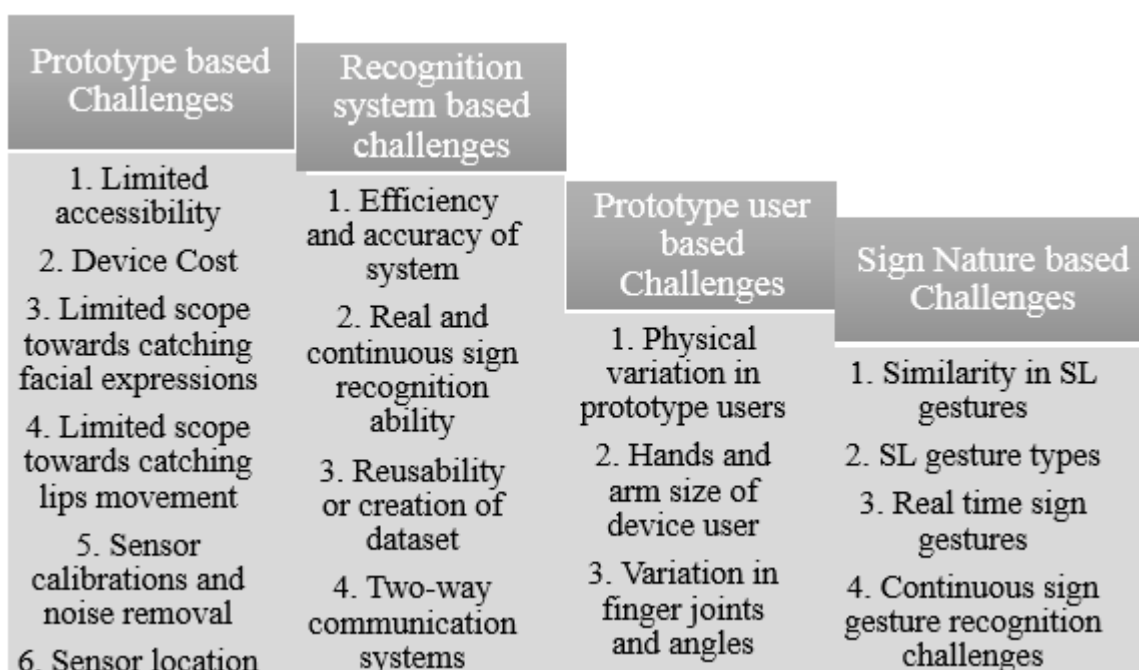 Prototype based
Challenges
1. Limited
accessibility
2. Device Cost
3. Limited scope
towards catching
facial expressions
4. Limited scope
towards catching
lips movement
5. Sensor
calibrations and
noise removal
6. Sensor location
Recognition
system based
challenges
1. Efficiency
and accuracy of
system
2. Real and
continuous sign
recognition
ability
3. Reusability
or creation of
dataset
4. Two-way
communication
systems
Prototype user
based
Challenges
1. Physical
variation in
prototype users
2. Hands and
arm size of
device user
3. Variation in
finger joints
and angles
Sign Nature based
Challenges
1. Similarity in SL
gestures
2. SL gesture types
3. Real time sign
gestures
4. Continuous sign
gesture recognition
challenges